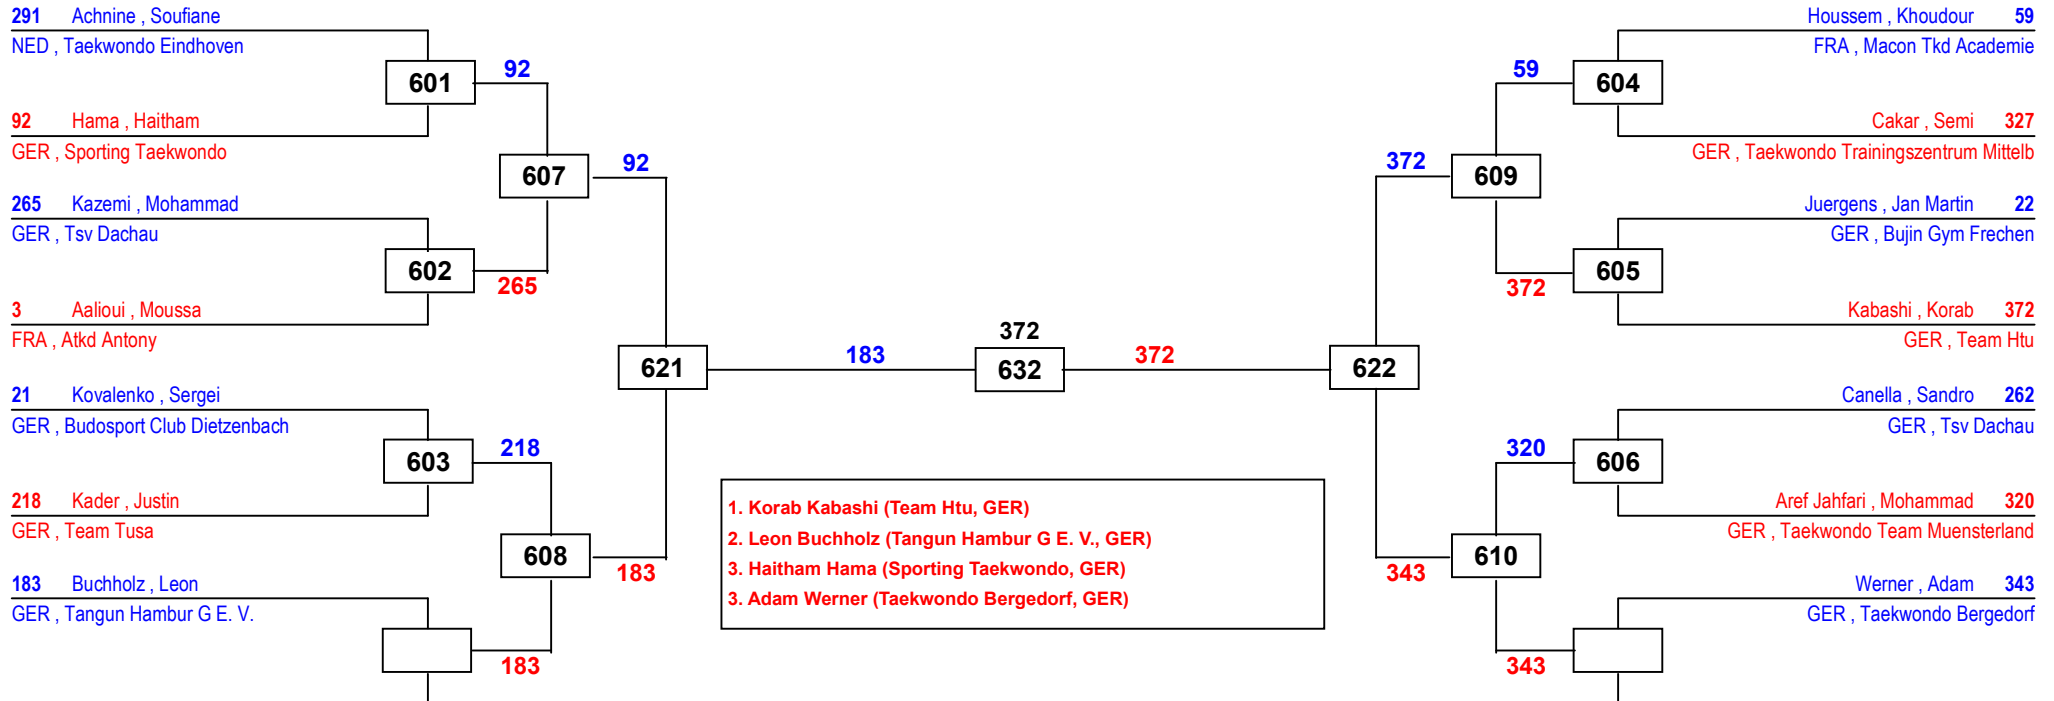 291 Achnine , Soufiane
NED , Taekwondo Eindhoven
601
92
92 Hama , Haitham
GER , Sporting Taekwondo
607
92
265 Kazemi , Mohammad
GER , Tsv Dachau
602
265
3 Aalioui , Moussa
FRA , Atkd Antony
621
183
21 Kovalenko , Sergei
GER , Budosport Club Dietzenbach
603
218
218 Kader , Justin
GER , Team Tusa
608
183
183 Buchholz , Leon
GER , Tangun Hambur G E. V.
183
372
632
372
1. Korab Kabashi (Team Htu, GER)
2. Leon Buchholz (Tangun Hambur G E. V., GER)
3. Haitham Hama (Sporting Taekwondo, GER)
3. Adam Werner (Taekwondo Bergedorf, GER)
Houssem , Khoudour 59
FRA , Macon Tkd Academie
59
604
Cakar , Semi 327
GER , Taekwondo Trainingszentrum Mittelb
372
609
Juergens , Jan Martin 22
GER , Bujin Gym Frechen
605
372
Kabashi , Korab 372
GER , Team Htu
622
Canella , Sandro 262
GER , Tsv Dachau
320
606
Aref Jahfari , Mohammad 320
GER , Taekwondo Team Muensterland
610
343
Werner , Adam 343
GER , Taekwondo Bergedorf
343